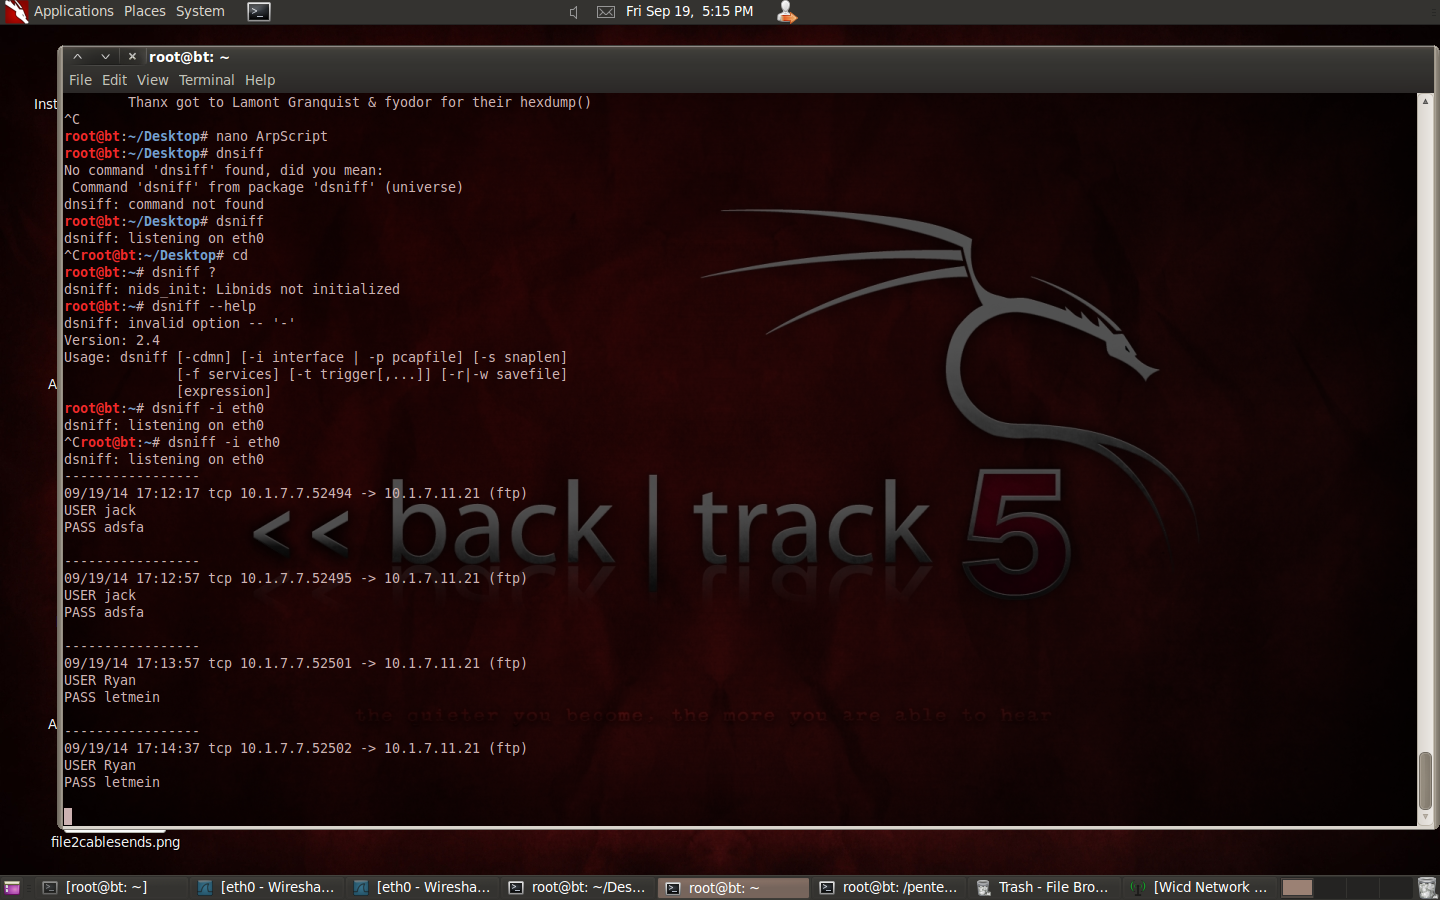 Applications Places System
Fri Sep 19, 5:15 PM
root@bt: ~
File Edit View Terminal Help
Inst
Thanx got to Lamont Granquist & fyodor for their hexdump()
^C
root@bt:~/Desktop# nano ArpScript
root@bt:~/Desktop# dnsiff
No command 'dnsiff' found, did you mean:
Command 'dsniff' from package 'dsniff' (universe)
dnsiff: command not found
root@bt:~/Desktop# dsniff
dsniff: listening on eth0
^Croot@bt:~/Desktop# cd
root@bt:~# dsniff ?
dsniff: nids_init: Libnids not initialized
root@bt:~# dsniff --help
dsniff: invalid option -- '-'
Version: 2.4
Usage: dsniff [-cdmn] [-i interface | -p pcapfile] [-s snaplen]
[-f services] [-t trigger[,...]] [-r|-w savefile]
[expression]
A
root@bt:~# dsniff -i eth0
dsniff: listening on eth0
^Croot@bt:~# dsniff -i eth0
dsniff: listening on eth0
-----------------
09/19/14 17:12:17 tcp 10.1.7.7.52494 -> 10.1.7.11.21 (ftp)
USER jack
PASS adsfa
-----------------
09/19/14 17:12:57 tcp 10.1.7.7.52495 -> 10.1.7.11.21 (ftp)
USER jack
PASS adsfa
-----------------
09/19/14 17:13:57 tcp 10.1.7.7.52501 -> 10.1.7.11.21 (ftp)
USER Ryan
PASS letmein
-----------------
09/19/14 17:14:37 tcp 10.1.7.7.52502 -> 10.1.7.11.21 (ftp)
USER Ryan
PASS letmein
A
<< back | track 5
the quieter you become, the more you are able to hear
file2cablesends.png
[root@bt: ~]
[eth0 - Wiresha...
[eth0 - Wiresha...
root@bt: ~/Des...
root@bt: ~
root@bt: /pente...
Trash - File Bro...
[Wicd Network ...